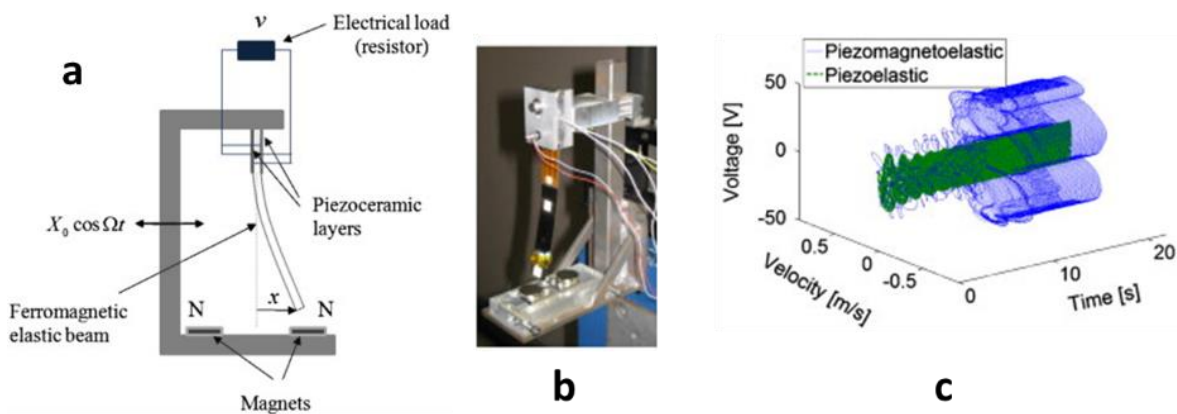 a
v
Electrical load
(resistor)
Piezoceramic
layers
X₀ cos Ωt
Ferromagnetic
elastic beam
N
x
N
Magnets
b
Piezomagnetoelastic
Piezoelastic
Voltage [V]
50
0
-50
Velocity [m/s]
0.5
0
-0.5
Time [s]
0
10
20
c